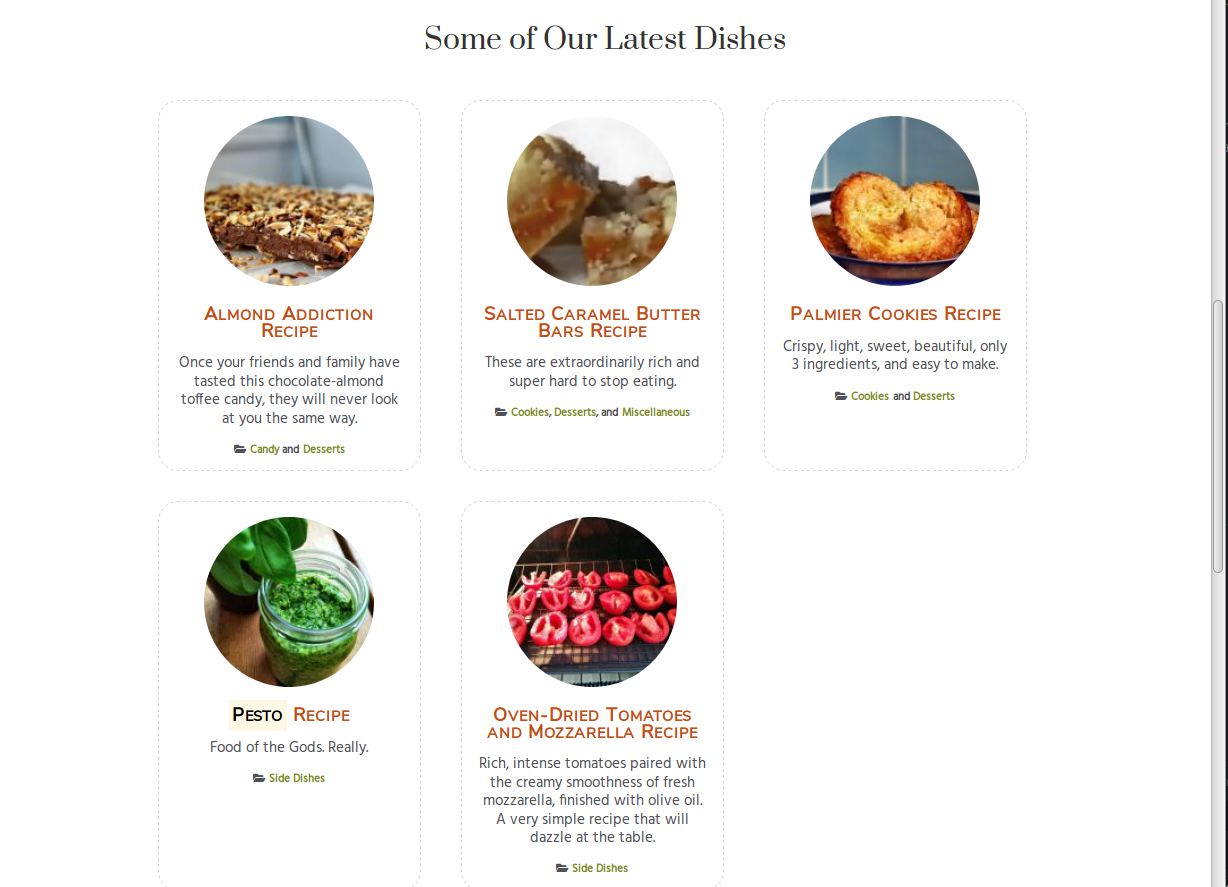 Some of Our Latest Dishes
Almond Addiction
Recipe
Once your friends and family have
tasted this chocolate-almond
toffee candy, they will never look
at you the same way.
Candy and Desserts
Salted Caramel Butter
Bars Recipe
These are extraordinarily rich and
super hard to stop eating.
Cookies, Desserts, and Miscellaneous
Palmier Cookies Recipe
Crispy, light, sweet, beautiful, only
3 ingredients, and easy to make.
Cookies and Desserts
Pesto Recipe
Food of the Gods. Really.
Side Dishes
Oven-Dried Tomatoes
and Mozzarella Recipe
Rich, intense tomatoes paired with
the creamy smoothness of fresh
mozzarella, finished with olive oil.
A very simple recipe that will
dazzle at the table.
Side Dishes